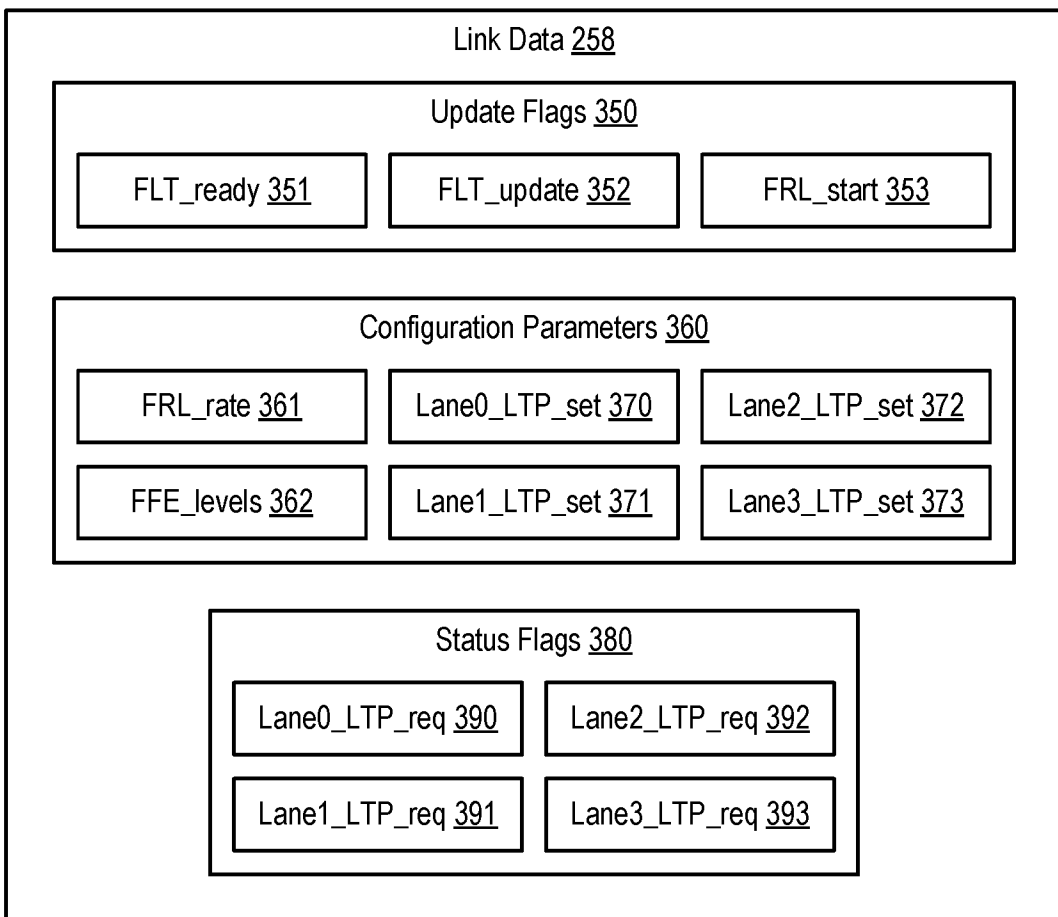 Link Data 258
Update Flags 350
FLT_ready 351
FLT_update 352
FRL_start 353
Configuration Parameters 360
FRL_rate 361
Lane0_LTP_set 370
Lane2_LTP_set 372
FFE_levels 362
Lane1_LTP_set 371
Lane3_LTP_set 373
Status Flags 380
Lane0_LTP_req 390
Lane2_LTP_req 392
Lane1_LTP_req 391
Lane3_LTP_req 393